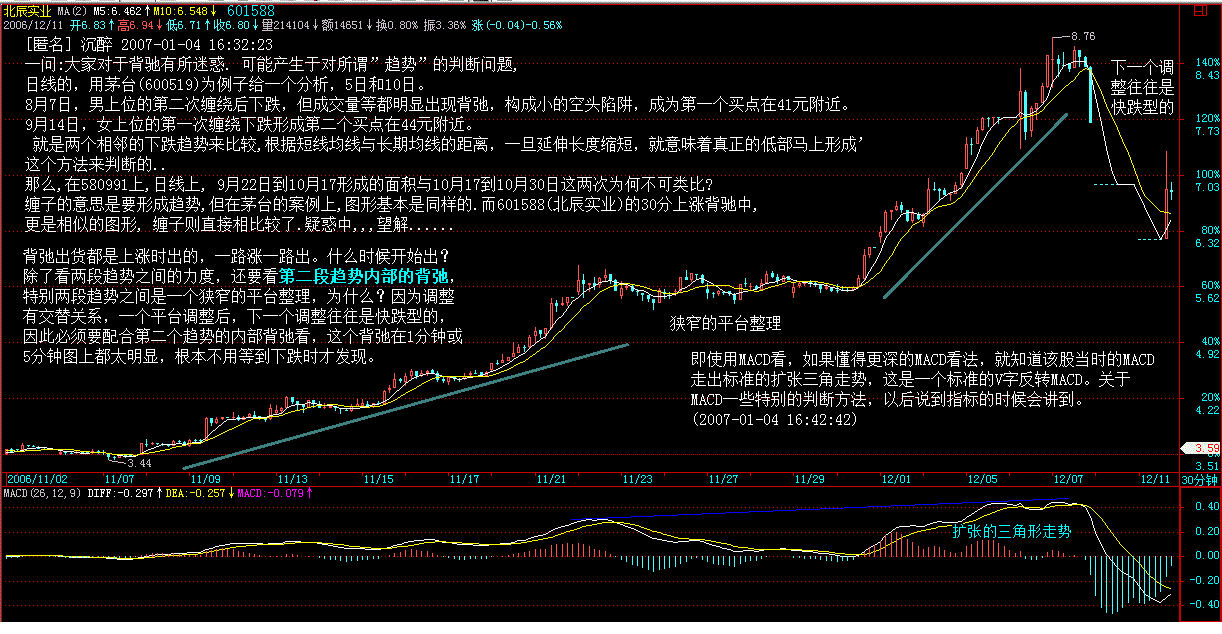 北辰实业 MA(2) M5:6.462↑M10:6.548↓ 601588
2006/12/11 开6.83↑高6.94↓低6.71↑收6.80↓量214104↓额14651↓换0.80% 振3.36% 涨(-0.04)-0.56%
[匿名] 沉醉 2007-01-04 16:32:23
一问:大家对于背弛有所迷惑. 可能产生于对所谓”趋势”的判断问题,
日线的，用茅台(600519)为例子给一个分析，5日和10日。
8月7日，男上位的第二次缠绕后下跌，但成交量等都明显出现背弛，构成小的空头陷阱，成为第一个买点在41元附近。
9月14日，女上位的第一次缠绕下跌形成第二个买点在44元附近。
就是两个相邻的下跌趋势来比较,根据短线均线与长期均线的距离，一旦延伸长度缩短，就意味着真正的低部马上形成’
这个方法来判断的..
那么,在580991上,日线上, 9月22日到10月17形成的面积与10月17到10月30日这两次为何不可类比?
缠子的意思是要形成趋势,但在茅台的案例上,图形基本是同样的.而601588(北辰实业)的30分上涨背弛中,
更是相似的图形, 缠子则直接相比较了.疑惑中,,,望解......
背弛出货都是上涨时出的，一路涨一路出。什么时候开始出？
除了看两段趋势之间的力度，还要看第二段趋势内部的背弛，
特别两段趋势之间是一个狭窄的平台整理，为什么？因为调整
有交替关系，一个平台调整后，下一个调整往往是快跌型的，
因此必须要配合第二个趋势的内部背弛看，这个背弛在1分钟或
5分钟图上都太明显，根本不用等到下跌时才发现。
8.76
下一个调
整往往是
快跌型的
狭窄的平台整理
即使用MACD看，如果懂得更深的MACD看法，就知道该股当时的MACD
走出标准的扩张三角走势，这是一个标准的V字反转MACD。关于
MACD一些特别的判断方法，以后说到指标的时候会讲到。
(2007-01-04 16:42:42)
3.44
140%
8.43
120%
7.73
100%
7.03
80%
6.32
60%
5.62
40%
4.92
20%
4.22
3.59
3.51
2006/11/02 11/07 11/09 11/13 11/15 11/17 11/21 11/23 11/27 11/29 12/01 12/05 12/07 12/11 30分钟
MACD(26,12,9) DIFF:-0.297↑DEA:-0.257↓MACD:-0.079↑
扩张的三角形走势
0.40
0.20
0.00
-0.20
-0.40